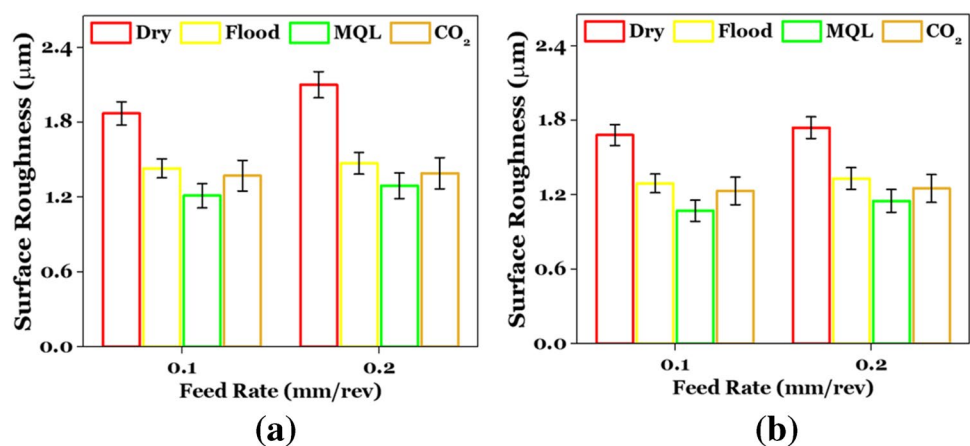 Dry Flood MQL CO₂
Surface Roughness (μm)
2.4
1.8
1.2
0.6
0.0
0.1 0.2
Feed Rate (mm/rev)
(a)
Dry Flood MQL CO₂
Surface Roughness (μm)
2.4
1.8
1.2
0.6
0.0
0.1 0.2
Feed Rate (mm/rev)
(b)